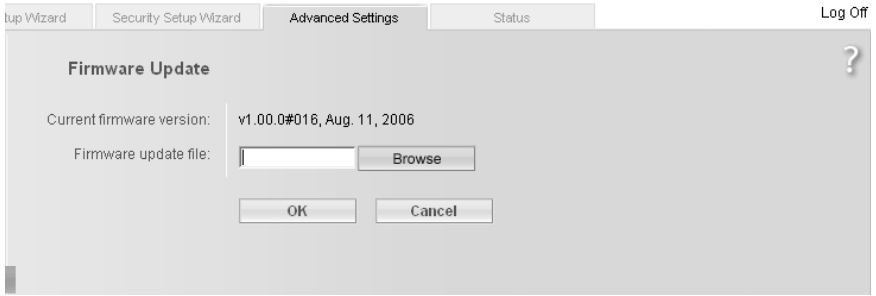 tup Wizard Security Setup Wizard Advanced Settings Status Log Off
Firmware Update ?
Current firmware version: v1.00.0#016, Aug. 11, 2006
Firmware update file: Browse
OK Cancel